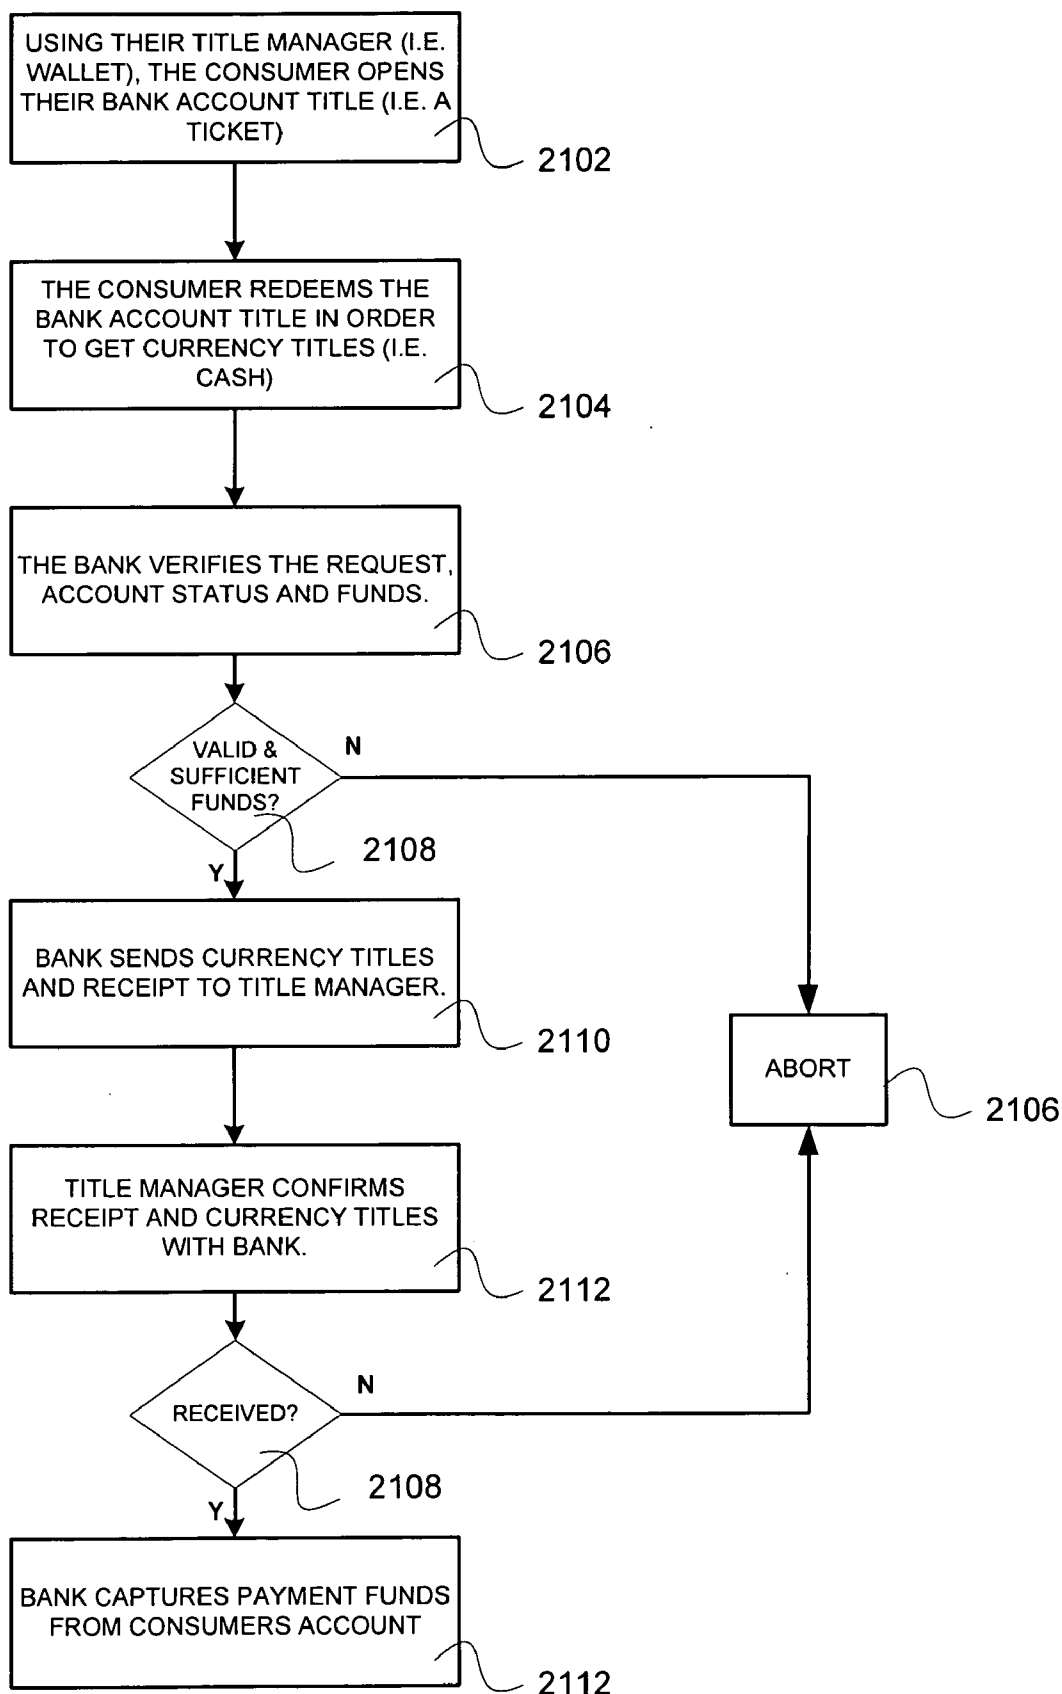 USING THEIR TITLE MANAGER (I.E.
WALLET), THE CONSUMER OPENS
THEIR BANK ACCOUNT TITLE (I.E. A
TICKET)
2102
THE CONSUMER REDEEMS THE
BANK ACCOUNT TITLE IN ORDER
TO GET CURRENCY TITLES (I.E.
CASH)
2104
THE BANK VERIFIES THE REQUEST,
ACCOUNT STATUS AND FUNDS.
2106
VALID &
SUFFICIENT
FUNDS?
N
2108
Y
BANK SENDS CURRENCY TITLES
AND RECEIPT TO TITLE MANAGER.
2110
ABORT
2106
TITLE MANAGER CONFIRMS
RECEIPT AND CURRENCY TITLES
WITH BANK.
2112
RECEIVED?
N
2108
Y
BANK CAPTURES PAYMENT FUNDS
FROM CONSUMERS ACCOUNT
2112